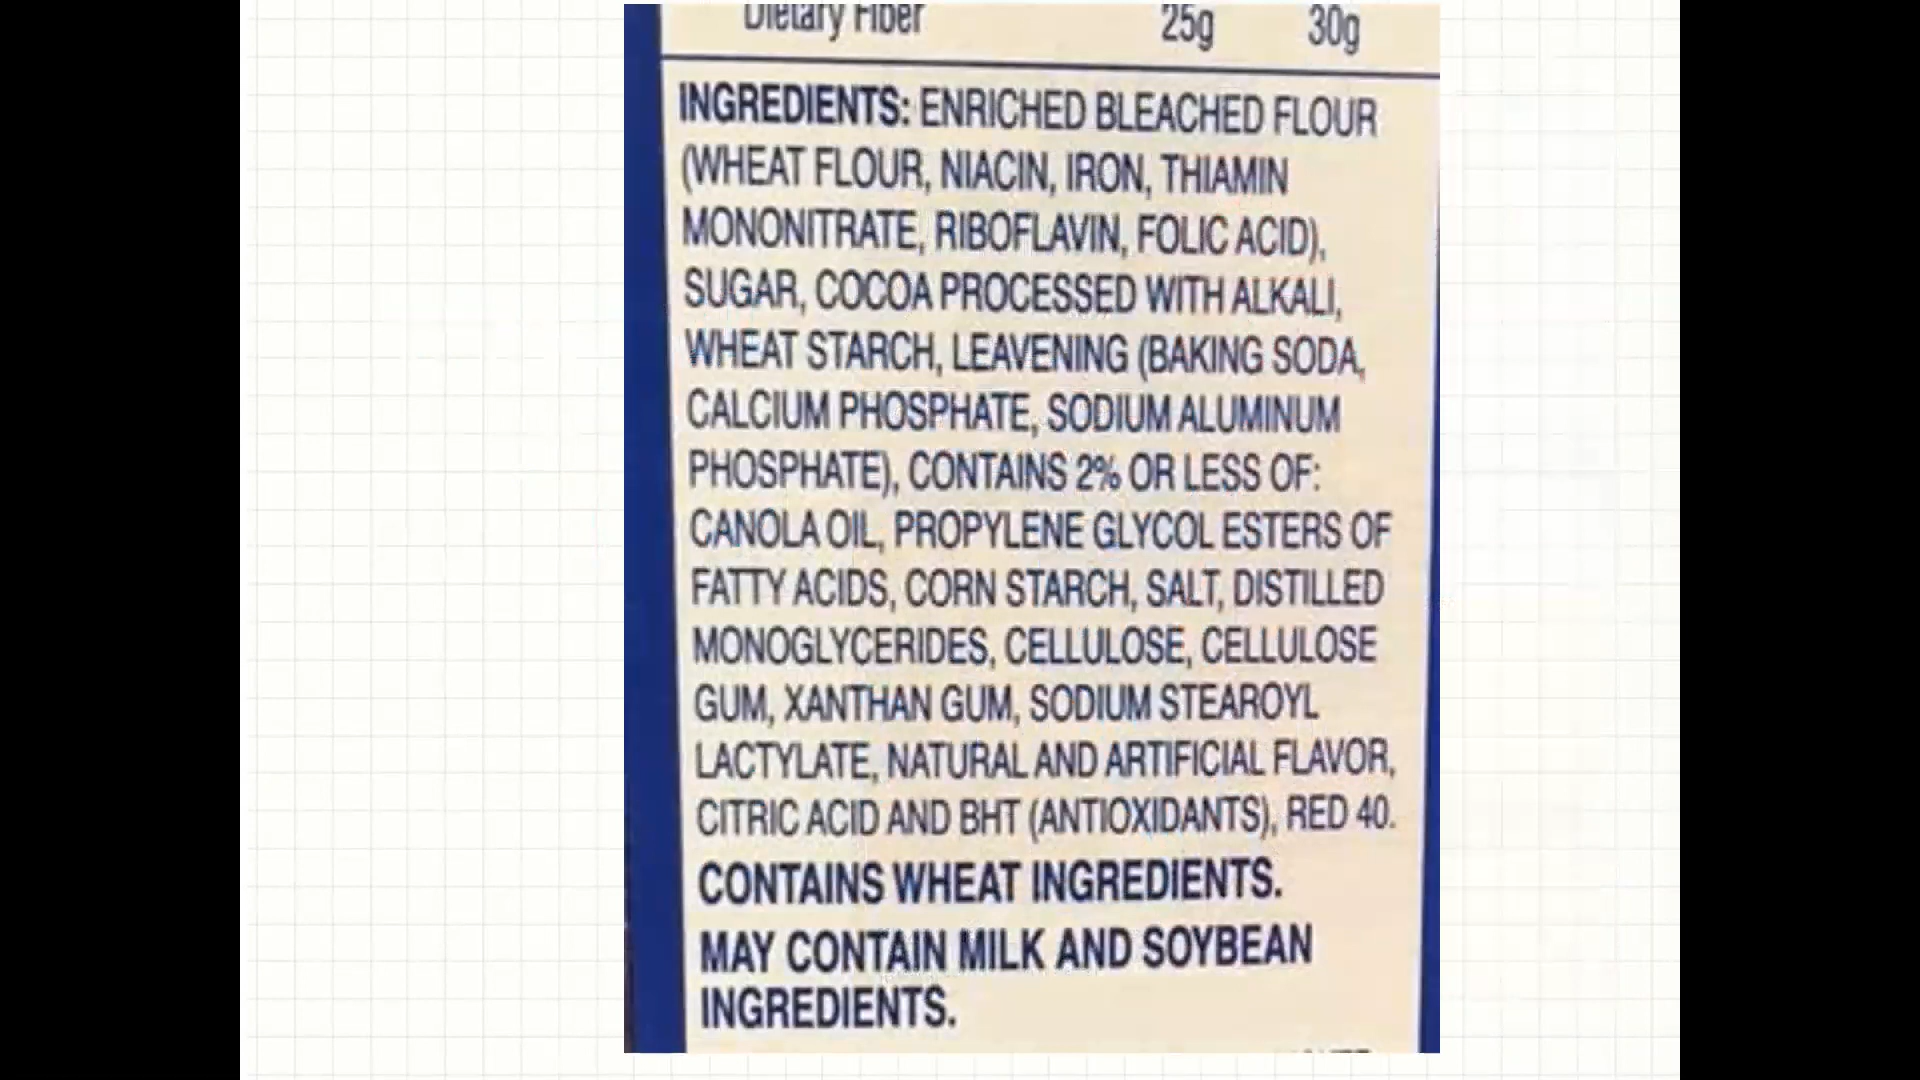 Dietary Fiber 25g 30g
INGREDIENTS: ENRICHED BLEACHED FLOUR
(WHEAT FLOUR, NIACIN, IRON, THIAMIN
MONONITRATE, RIBOFLAVIN, FOLIC ACID),
SUGAR, COCOA PROCESSED WITH ALKALI,
WHEAT STARCH, LEAVENING (BAKING SODA,
CALCIUM PHOSPHATE, SODIUM ALUMINUM
PHOSPHATE), CONTAINS 2% OR LESS OF:
CANOLA OIL, PROPYLENE GLYCOL ESTERS OF
FATTY ACIDS, CORN STARCH, SALT, DISTILLED
MONOGLYCERIDES, CELLULOSE, CELLULOSE
GUM, XANTHAN GUM, SODIUM STEAROYL
LACTYLATE, NATURAL AND ARTIFICIAL FLAVOR,
CITRIC ACID AND BHT (ANTIOXIDANTS), RED 40.
CONTAINS WHEAT INGREDIENTS.
MAY CONTAIN MILK AND SOYBEAN
INGREDIENTS.